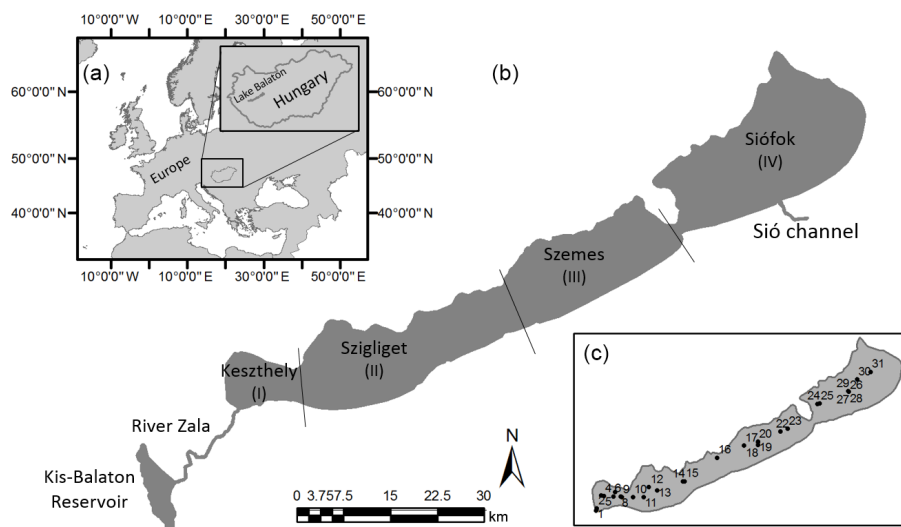 10°0'0" W 10°0'0"E 30°0'0"E 50°0'0"E
(a)
60°0'0" N
50°0'0" N
40°0'0" N
60°0'0" N
50°0'0" N
40°0'0" N
Lake Balaton
Hungary
Europe
10°0'0"W 10°0'0"E 30°0'0"E 50°0'0"E
(b)
Siófok
(IV)
Sió channel
Szemes
(III)
Szigliget
(II)
Keszthely
(I)
River Zala
Kis-Balaton
Reservoir
N
0 3.75 7.5 15 22.5 30
km
(c)
31
30
29 26
27 28
24 25
22 23
20
17
19
18
16
14 15
12
13
10
11
4 6 9
2 5 8
1